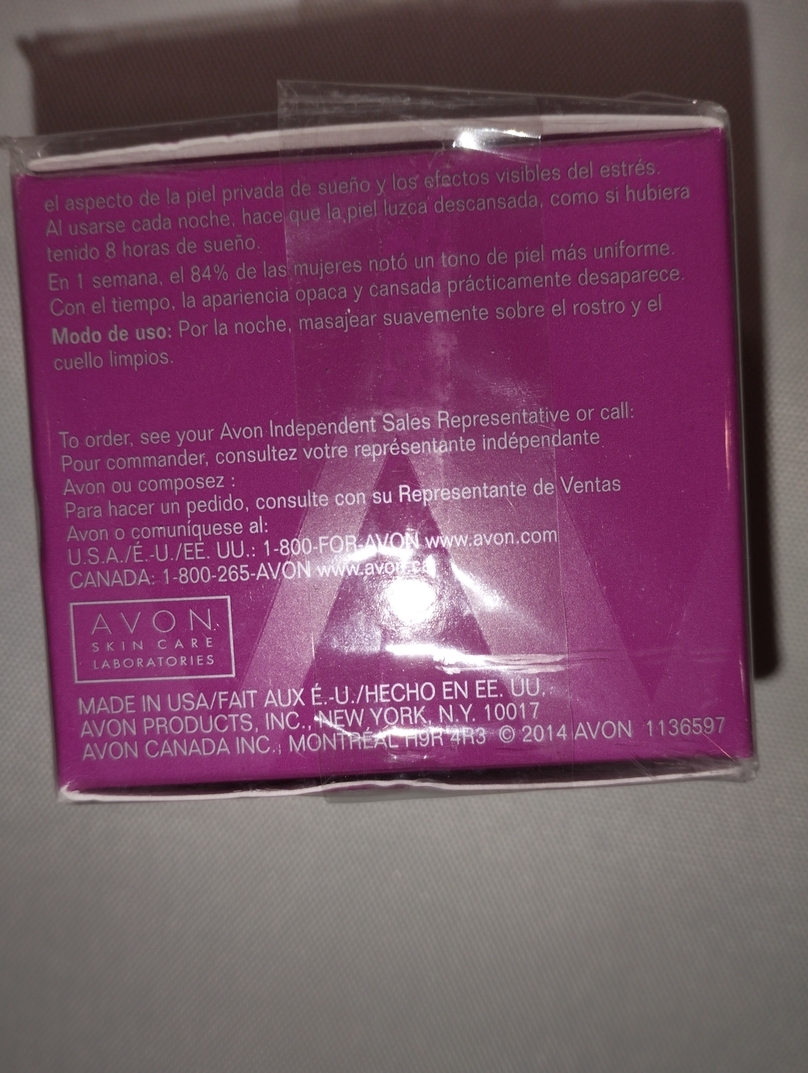 el aspecto de la piel privada de sueño y los efectos visibles del estrés.
Al usarse cada noche, hace que la piel luzca descansada, como si hubiera
tenido 8 horas de sueño.
En 1 semana, el 84% de las mujeres notó un tono de piel más uniforme.
Con el tiempo, la apariencia opaca y cansada prácticamente desaparece.
Modo de uso: Por la noche, masajear suavemente sobre el rostro y el
cuello limpios.
To order, see your Avon Independent Sales Representative or call:
Pour commander, consultez votre représentante indépendante
Avon ou composez :
Para hacer un pedido, consulte con su Representante de Ventas
Avon o comuníquese al:
U.S.A./É.-U./EE. UU.: 1-800-FOR-AVON www.avon.com
CANADA: 1-800-265-AVON www.avon.ca
AVON
SKIN CARE
LABORATORIES
MADE IN USA/FAIT AUX É.-U./HECHO EN EE. UU.
AVON PRODUCTS, INC., NEW YORK, N.Y. 10017
AVON CANADA INC., MONTRÉAL H9R 4R3 © 2014 AVON 1136597